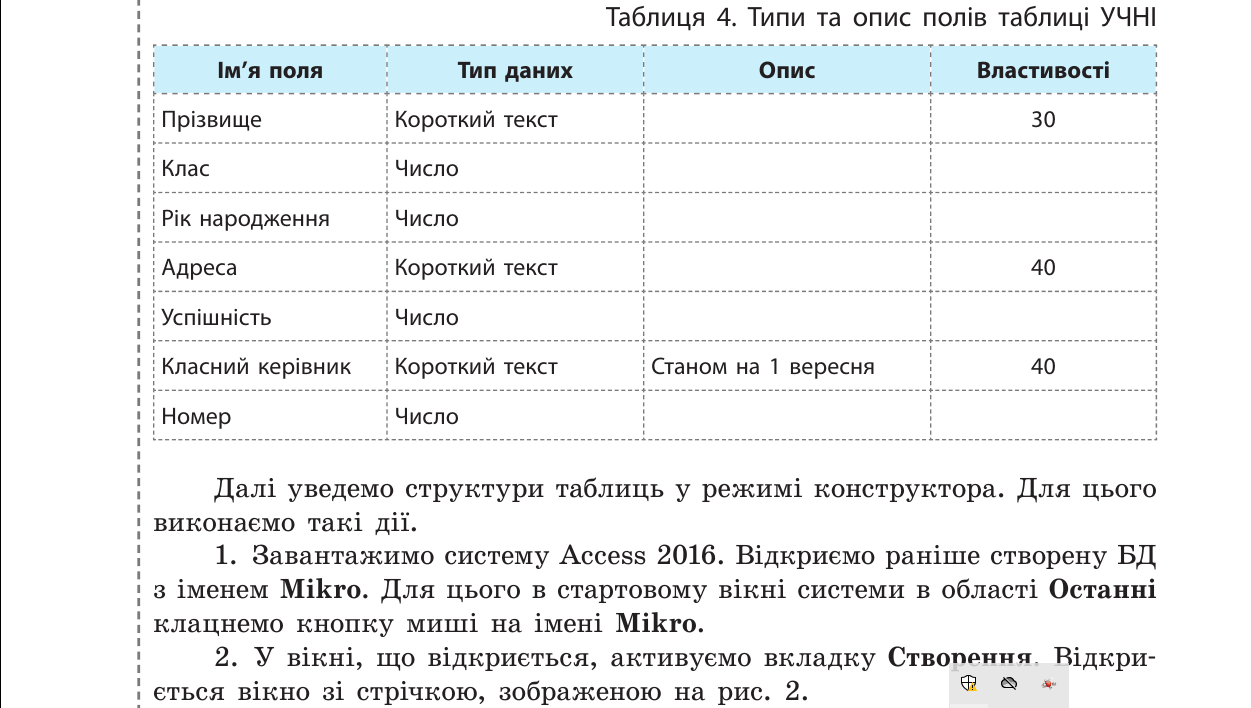 Таблиця 4. Типи та опис полів таблиці УЧНІ
Ім’я поля Тип даних Опис Властивості
Прізвище Короткий текст 30
Клас Число
Рік народження Число
Адреса Короткий текст 40
Успішність Число
Класний керівник Короткий текст Станом на 1 вересня 40
Номер Число
Далі уведемо структури таблиць у режимі конструктора. Для цього
виконаємо такі дії.
1. Завантажимо систему Access 2016. Відкриємо раніше створену БД
з іменем Mikro. Для цього в стартовому вікні системи в області Останні
клацнемо кнопку миші на імені Mikro.
2. У вікні, що відкриється, активуємо вкладку Створення. Відкри-
ється вікно зі стрічкою, зображеною на рис. 2.